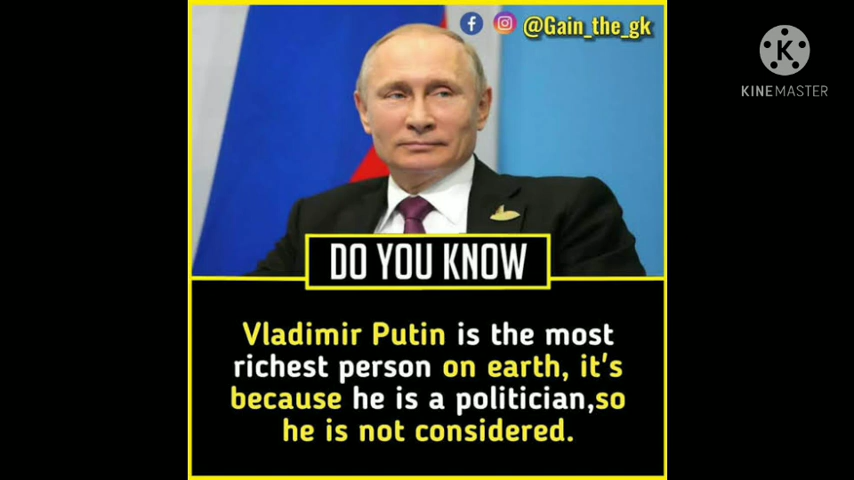 @Gain_the_gk
KINEMASTER
DO YOU KNOW
Vladimir Putin is the most
richest person on earth, it's
because he is a politician,so
he is not considered.